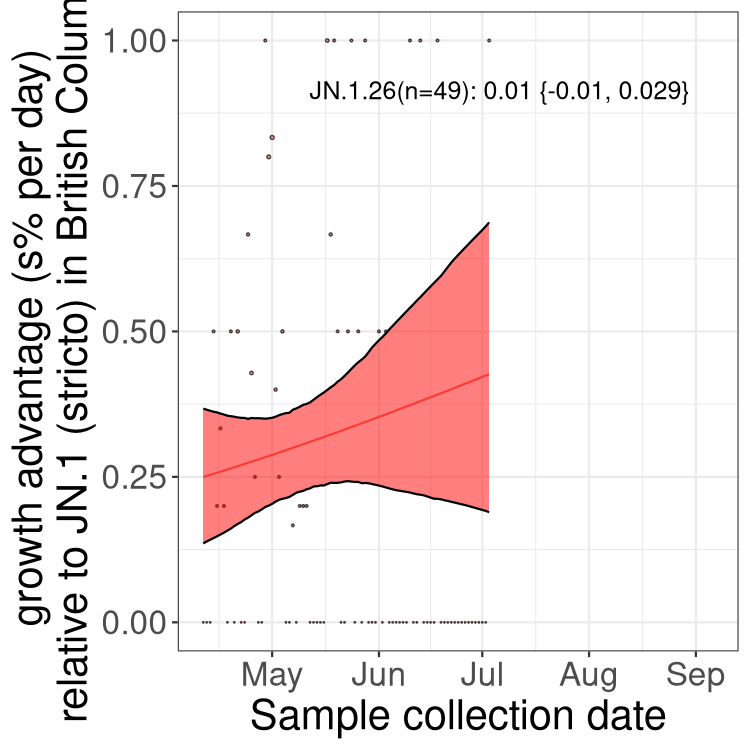 growth advantage (s% per day)
relative to JN.1 (stricto) in British Colum
1.00
0.75
0.50
0.25
0.00
JN.1.26(n=49): 0.01 {-0.01, 0.029}
May Jun Jul Aug Sep
Sample collection date